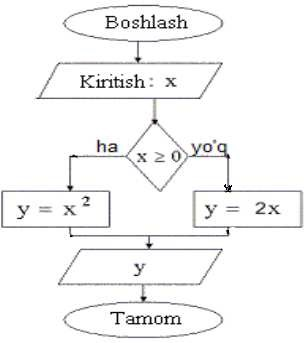 Boshlash
Kiritish: x
ha
x ≥ 0
yo'q
y = x²
y = 2x
y
Tamom